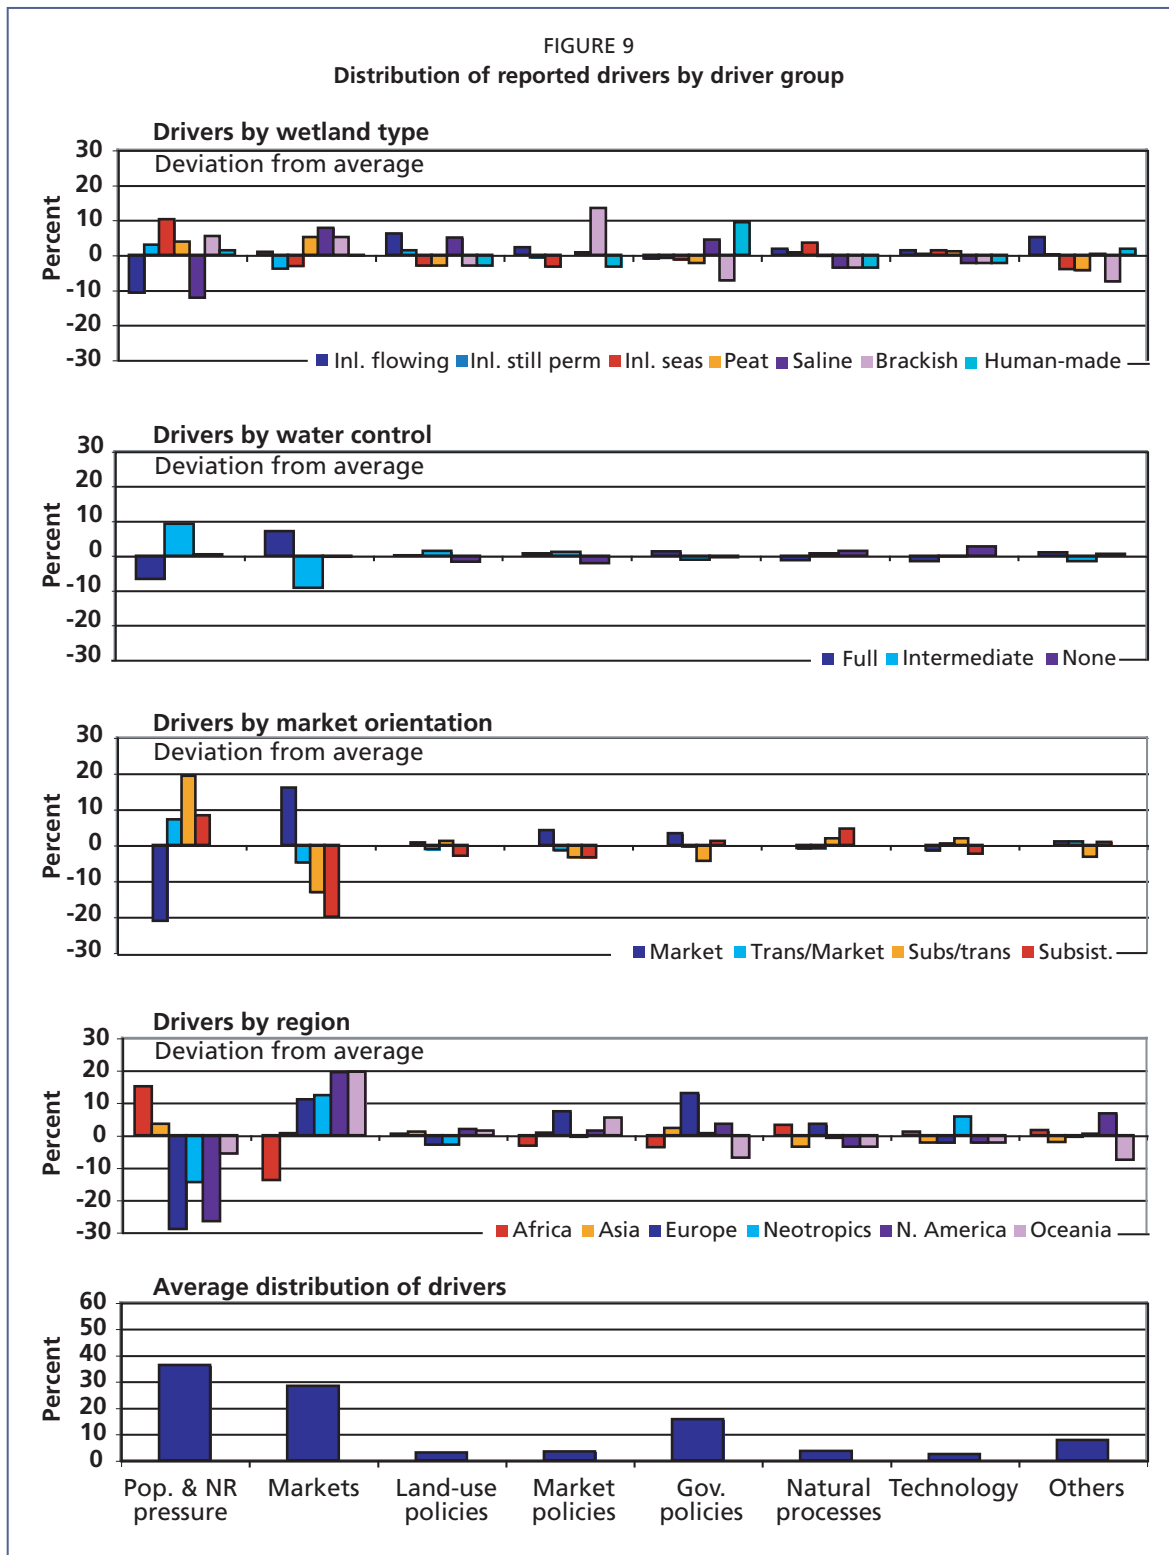 FIGURE 9
Distribution of reported drivers by driver group
Drivers by wetland type
Deviation from average
Percent
30
20
10
0
-10
-20
-30
Inl. flowing Inl. still perm Inl. seas Peat Saline Brackish Human-made
Drivers by water control
Deviation from average
Percent
30
20
10
0
-10
-20
-30
Full Intermediate None
Drivers by market orientation
Deviation from average
Percent
30
20
10
0
-10
-20
-30
Market Trans/Market Subs/trans Subsist.
Drivers by region
Deviation from average
Percent
30
20
10
0
-10
-20
-30
Africa Asia Europe Neotropics N. America Oceania
Average distribution of drivers
Percent
60
50
40
30
20
10
0
Pop. & NR pressure
Markets
Land-use policies
Market policies
Gov. policies
Natural processes
Technology
Others